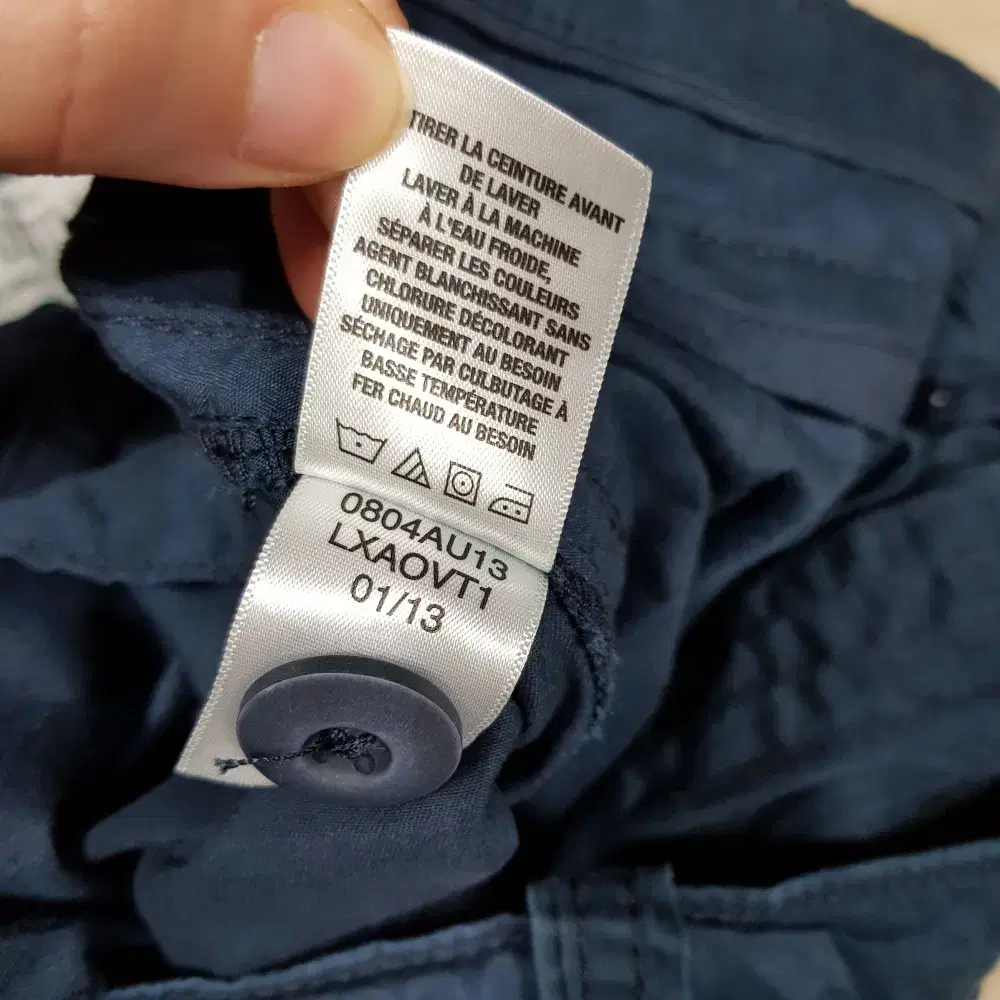 TIRER LA CEINTURE AVANT
DE LAVER
LAVER À LA MACHINE
À L'EAU FROIDE,
SÉPARER LES COULEURS
AGENT BLANCHISSANT SANS
CHLORURE DÉCOLORANT
UNIQUEMENT AU BESOIN
SÉCHAGE PAR CULBUTAGE À
BASSE TEMPÉRATURE
FER CHAUD AU BESOIN
0804AU13
LXAOVT1
01/13